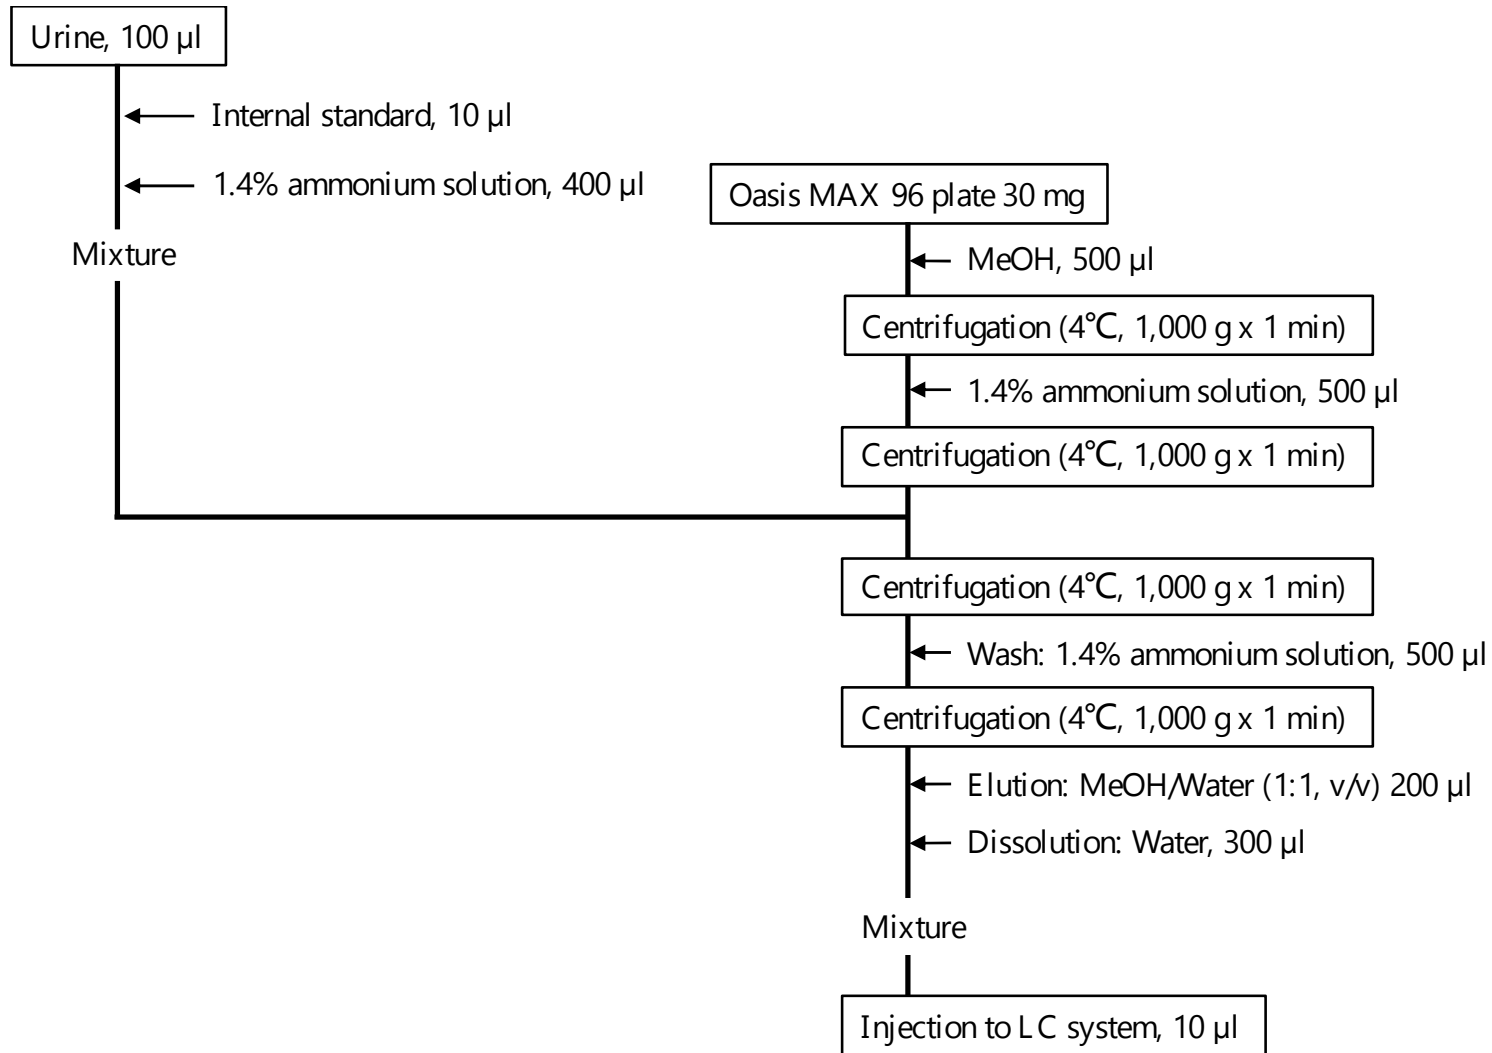 Urine, 100 μl
Internal standard, 10 μl
1.4% ammonium solution, 400 μl
Mixture
Oasis MAX 96 plate 30 mg
MeOH, 500 μl
Centrifugation (4℃, 1,000 g x 1 min)
1.4% ammonium solution, 500 μl
Centrifugation (4℃, 1,000 g x 1 min)
Centrifugation (4℃, 1,000 g x 1 min)
Wash: 1.4% ammonium solution, 500 μl
Centrifugation (4℃, 1,000 g x 1 min)
Elution: MeOH/Water (1:1, v/v) 200 μl
Dissolution: Water, 300 μl
Mixture
Injection to LC system, 10 μl